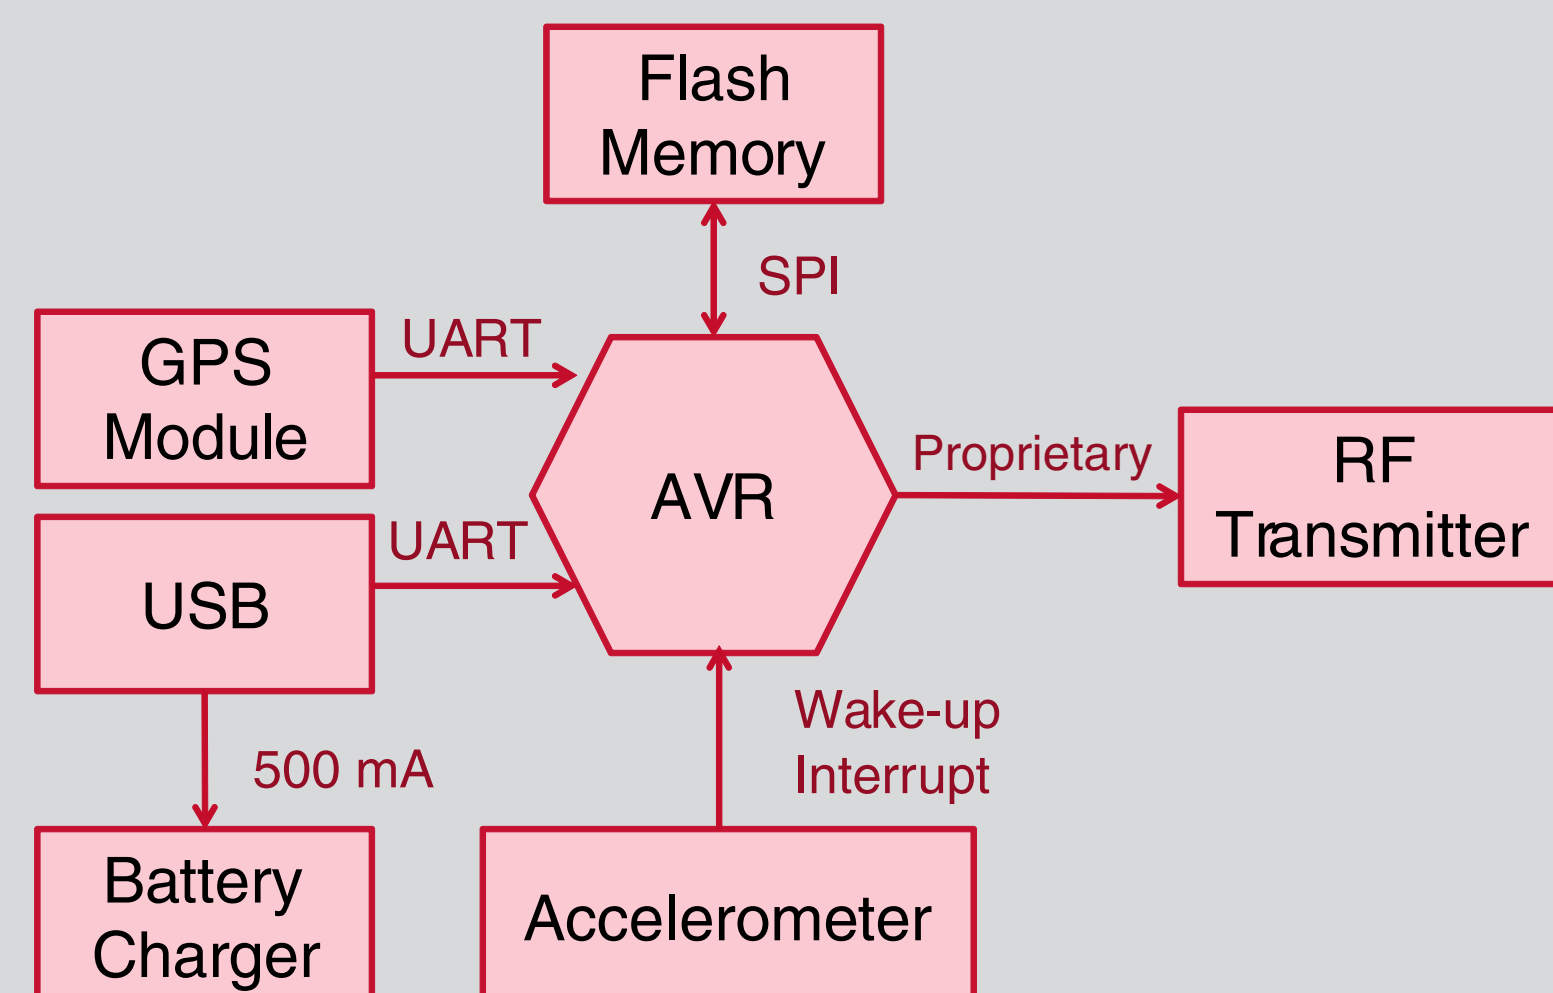 Flash
Memory
SPI
GPS
Module
UART
AVR
Proprietary
RF
Transmitter
USB
UART
500 mA
Wake-up
Interrupt
Battery
Charger
Accelerometer